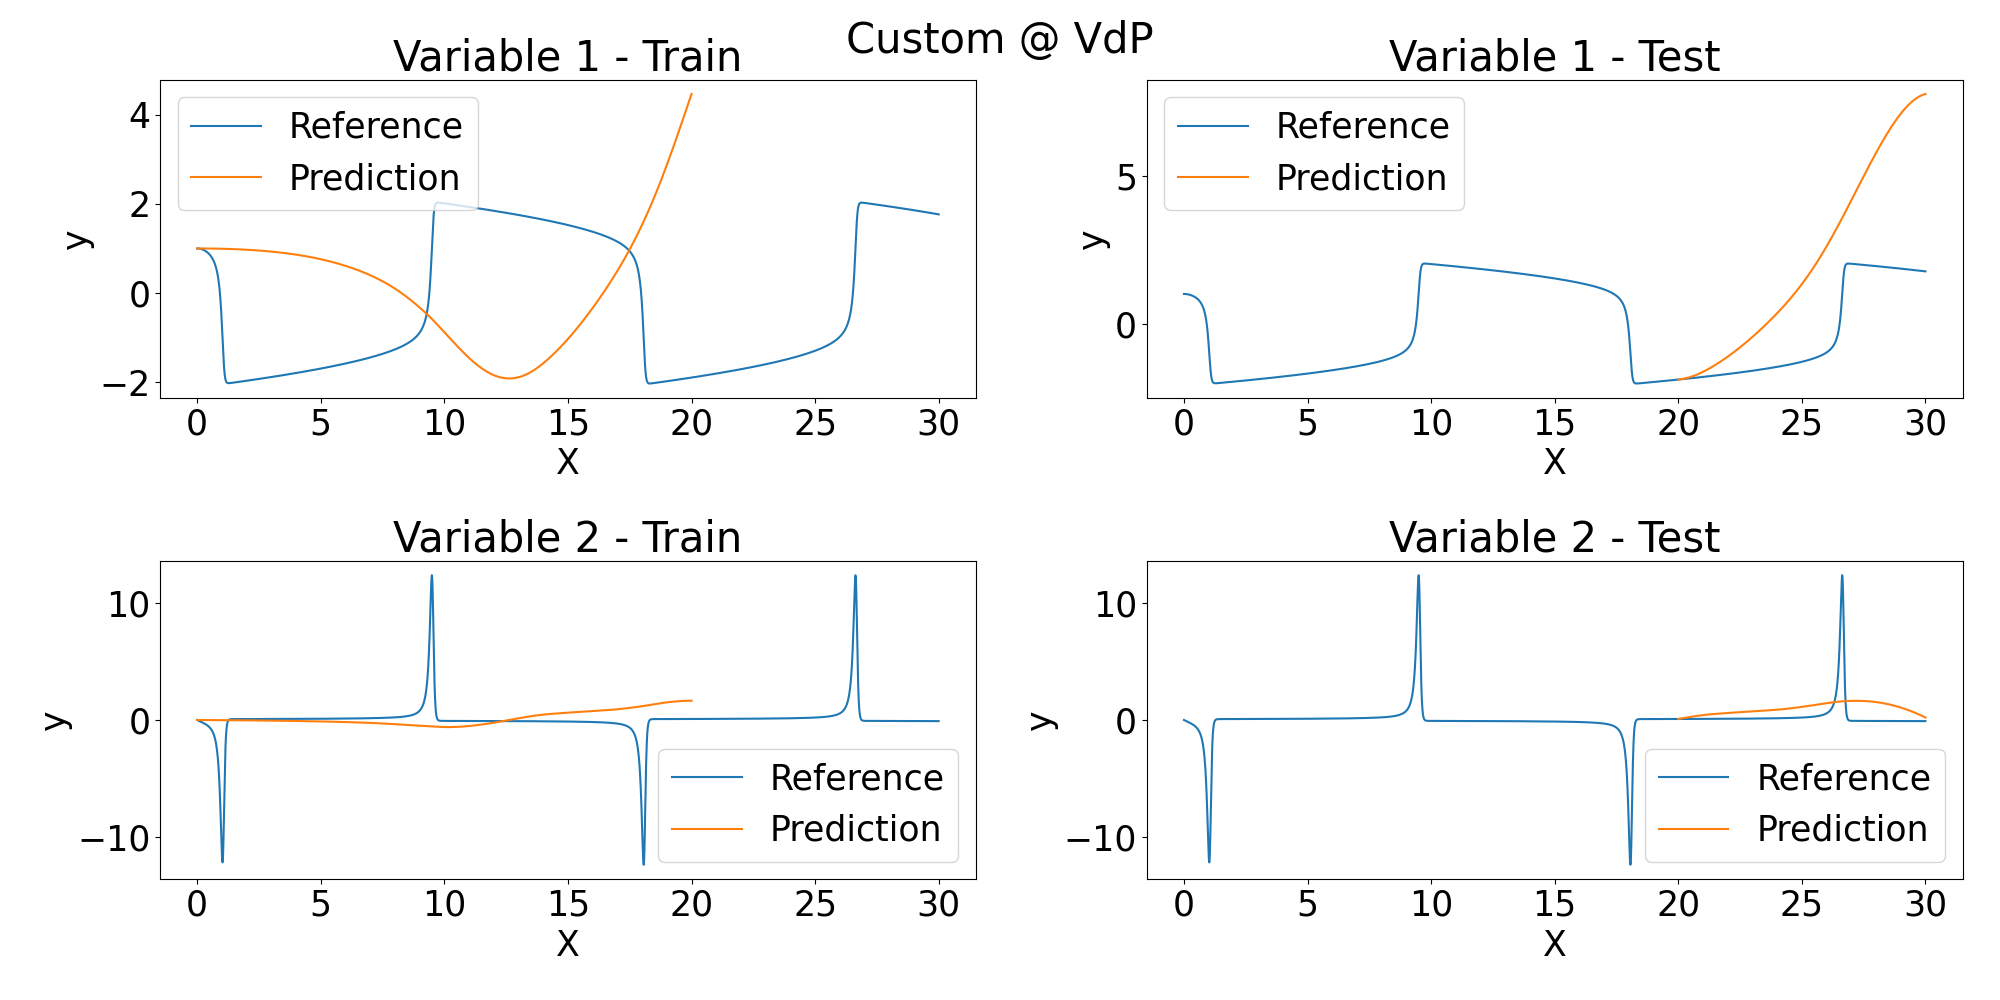 Custom @ VdP
Variable 1 - Train
Reference
Prediction
y
4
2
0
−2
0 5 10 15 20 25 30
X
Variable 1 - Test
Reference
Prediction
y
5
0
0 5 10 15 20 25 30
X
Variable 2 - Train
y
10
0
−10
Reference
Prediction
0 5 10 15 20 25 30
X
Variable 2 - Test
y
10
0
−10
Reference
Prediction
0 5 10 15 20 25 30
X